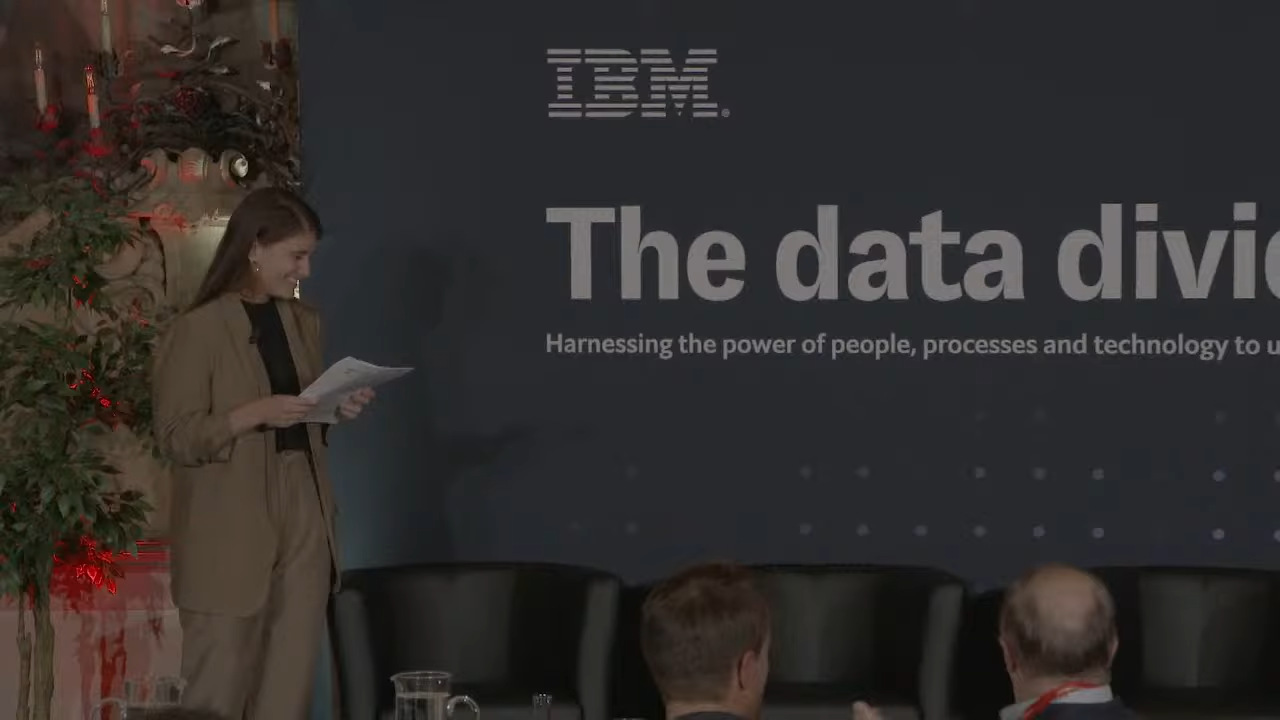 IBM®
The data divi
Harnessing the power of people, processes and technology to u